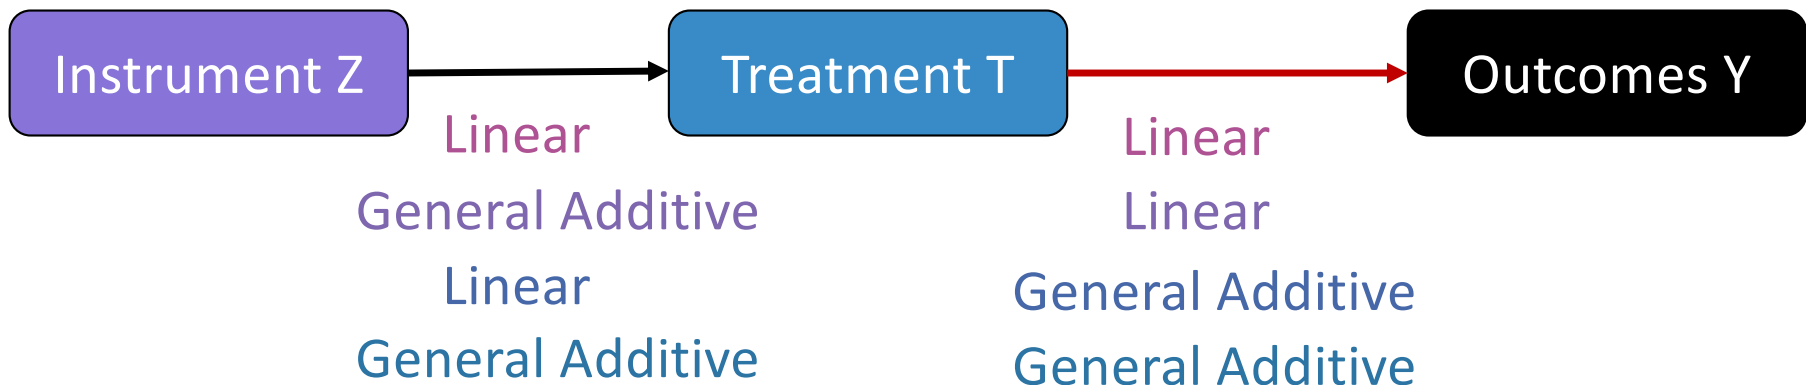 Instrument Z Treatment T Outcomes Y
Linear Linear
General Additive Linear
Linear General Additive
General Additive General Additive